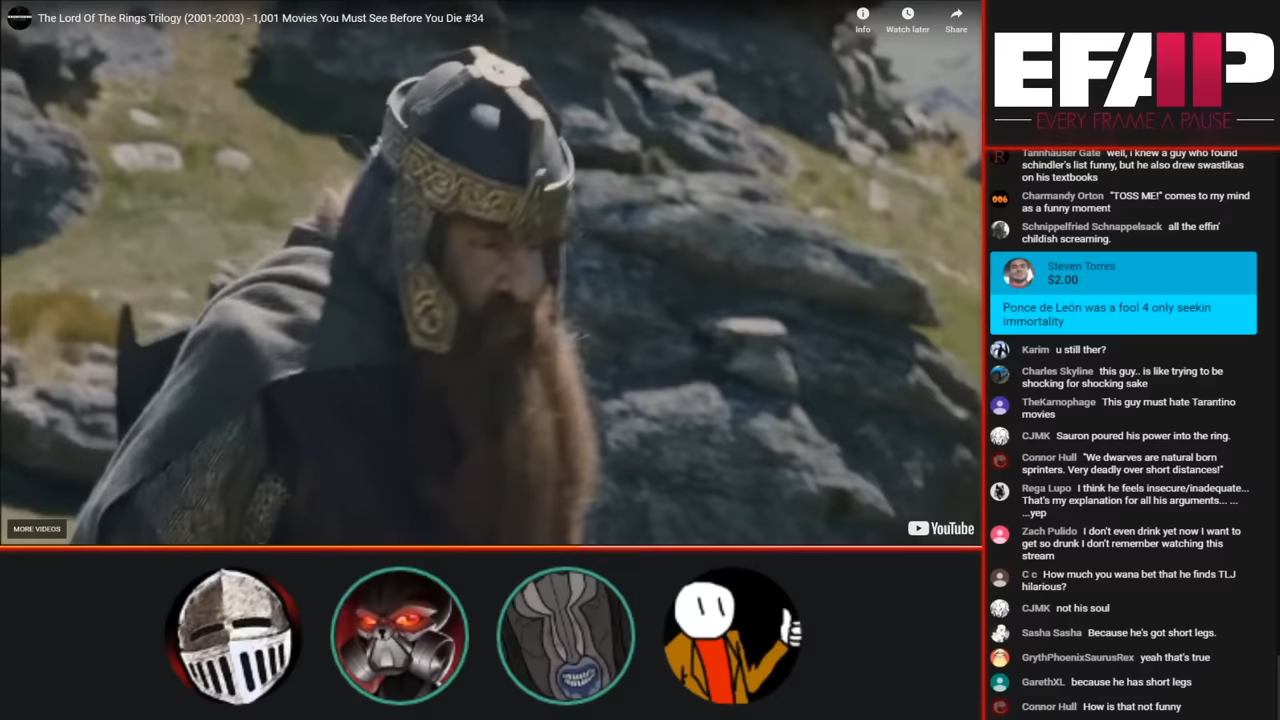 The Lord Of The Rings Trilogy (2001-2003) - 1,001 Movies You Must See Before You Die #34
Info
Watch later
Share
MORE VIDEOS
YouTube
EFAP
EVERY FRAME A PAUSE
Tannhauser Gate well, i knew a guy who found
schindler's list funny, but he also drew swastikas
on his textbooks
Charmandy Orton "TOSS ME!" comes to my mind
as a funny moment
Schnippelfried Schnappelsack all the effin'
childish screaming.
Steven Torres
$2.00
Ponce de León was a fool 4 only seekin
immortality
Karim u still ther?
Charles Skyline this guy.. is like trying to be
shocking for shocking sake
TheKarnophage This guy must hate Tarantino
movies
CJMK Sauron poured his power into the ring.
Connor Hull "We dwarves are natural born
sprinters. Very deadly over short distances!"
Rega Lupo I think he feels insecure/inadequate...
That's my explanation for all his arguments... ...
...yep
Zach Pulido I don't even drink yet now I want to
get so drunk I don't remember watching this
stream
C c How much you wana bet that he finds TLJ
hilarious?
CJMK not his soul
Sasha Sasha Because he's got short legs.
GrythPhoenixSaurusRex yeah that's true
GarethXL because he has short legs
Connor Hull How is that not funny